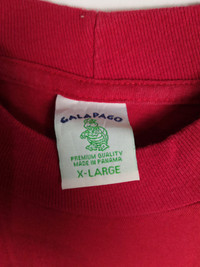 GALAPAGO
PREMIUM QUALITY
MADE IN PANAMA
X-LARGE